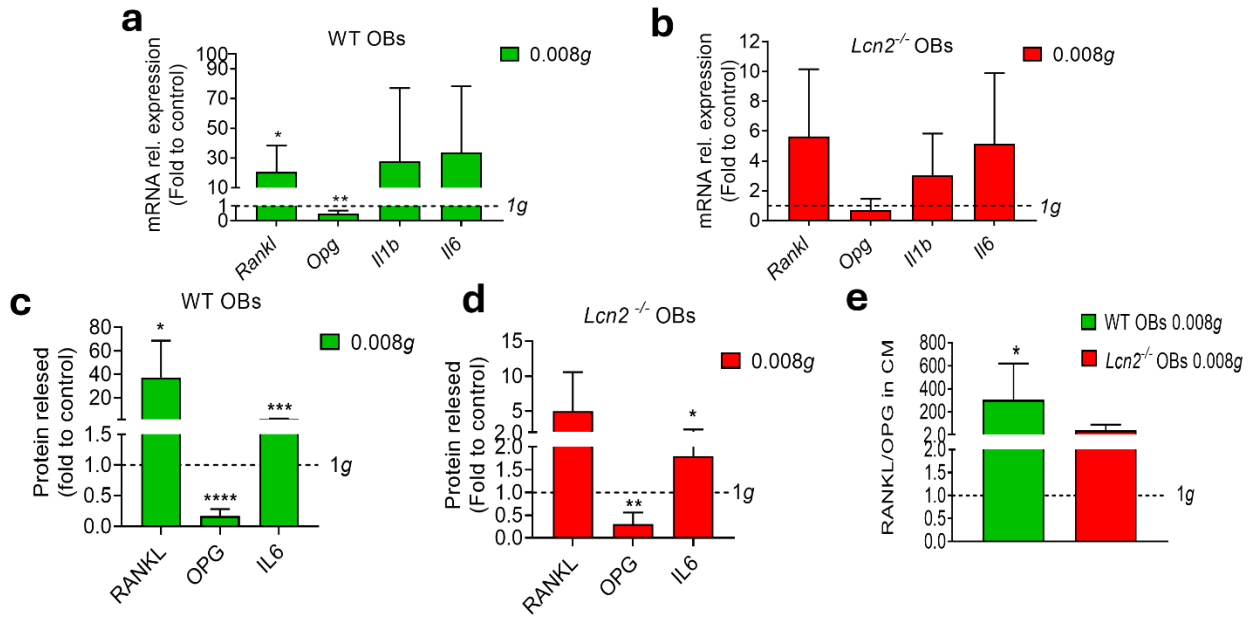 a
WT OBs
0.008g
mRNA rel. expression
(Fold to control)
100
90
70
50
30
10
1
0
*
**
1g
Rankl
Opg
Il1b
Il6
b
Lcn2-/- OBs
0.008g
mRNA rel. expression
(Fold to control)
12
10
8
6
4
2
0
1g
Rankl
Opg
Il1b
Il6
c
WT OBs
0.008g
Protein relesed
(fold to control)
80
60
40
20
1.5
1.0
0.5
0.0
*
****
***
1g
RANKL
OPG
IL6
d
Lcn2 -/- OBs
0.008g
Protein relesed
(Fold to control)
15
10
5
2.0
2.0
1.5
1.0
0.5
0.0
**
*
1g
RANKL
OPG
IL6
e
WT OBs 0.008g
Lcn2-/- OBs 0.008g
RANKL/OPG in CM
800
600
400
200
2.0
2.0
1.5
1.0
0.5
0.0
*
1g